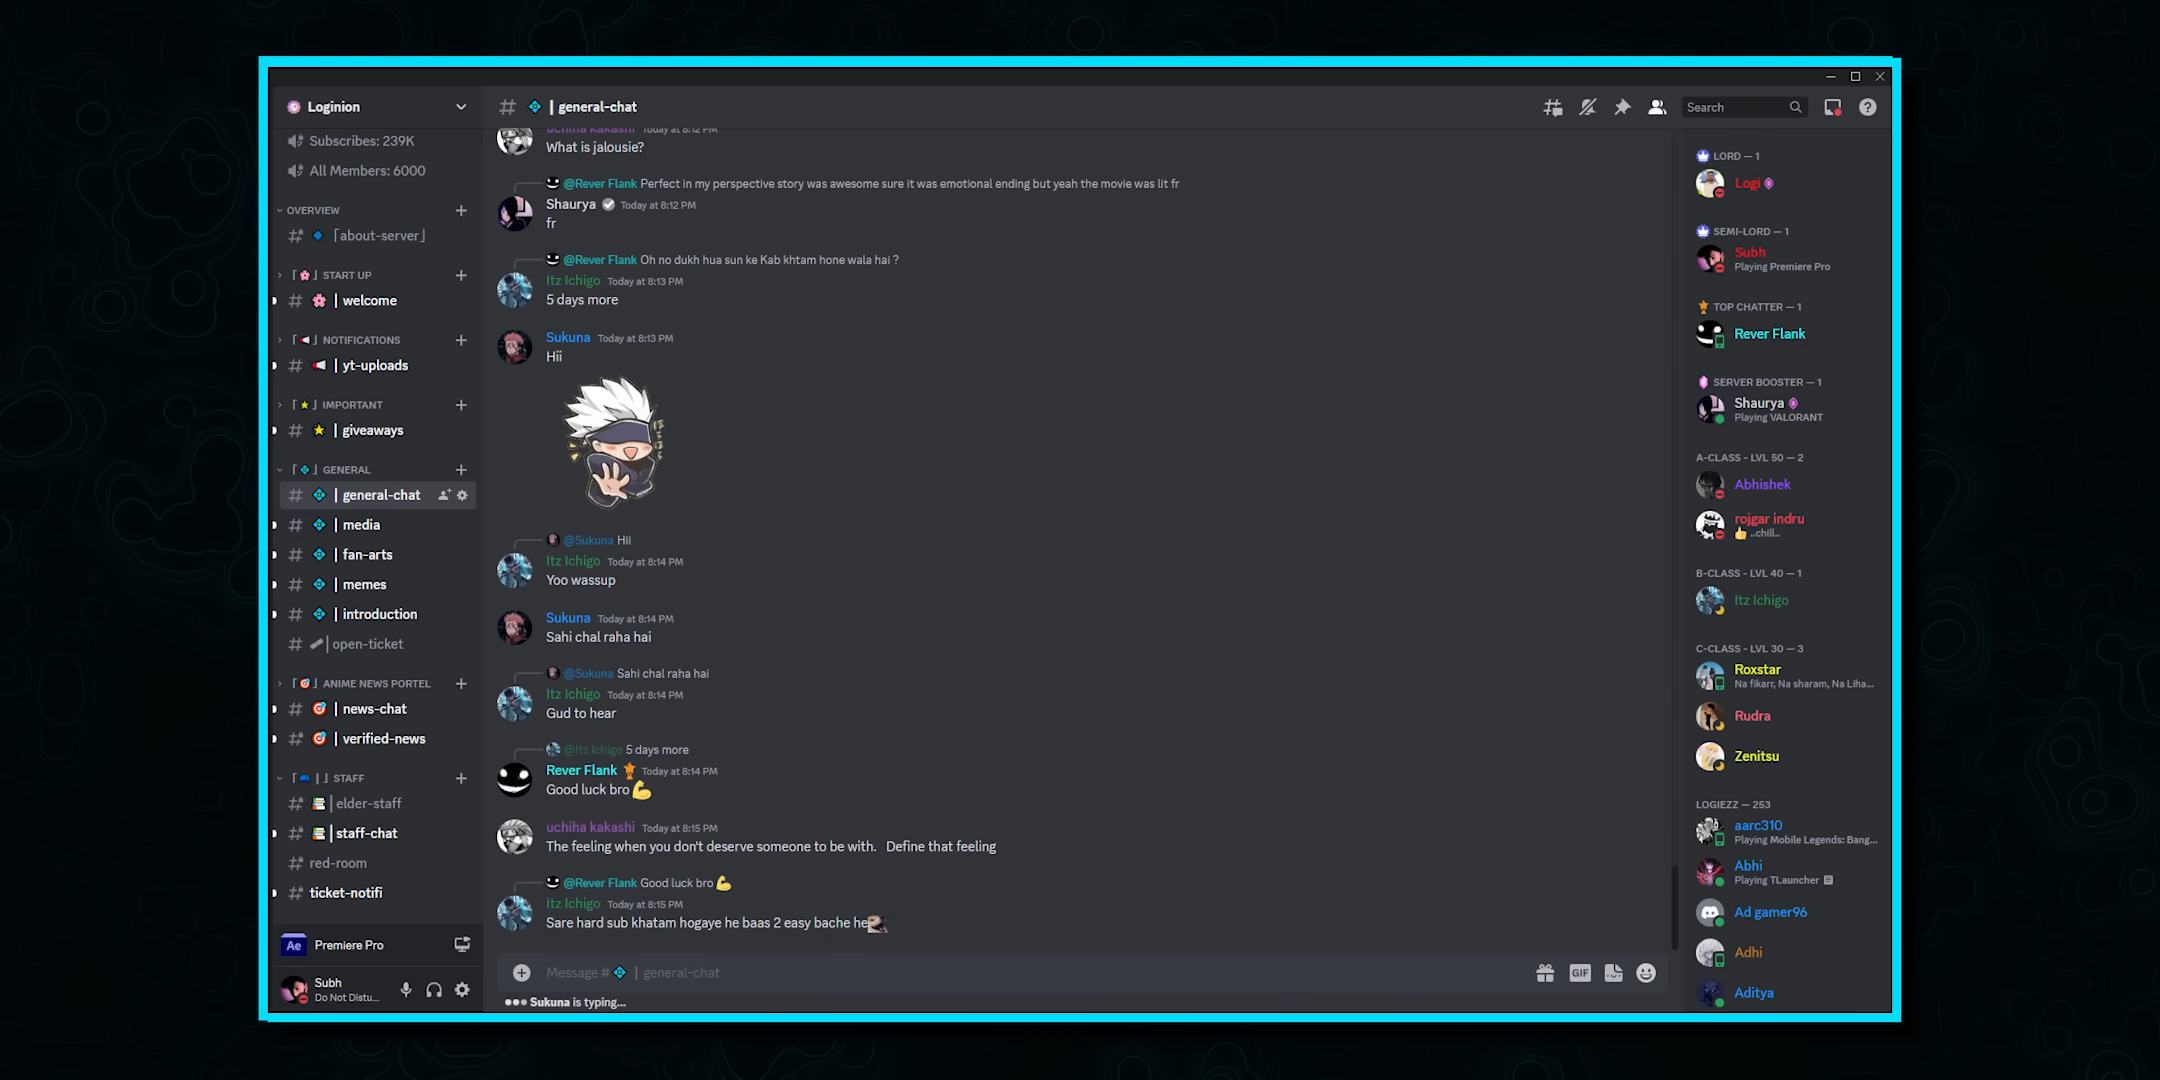 Loginion
Subscribes: 239K
All Members: 6000
OVERVIEW
「about-server」
「🌸」 START UP
🌸 | welcome
「📢」 NOTIFICATIONS
📢 | yt-uploads
「⭐」 IMPORTANT
⭐ | giveaways
「💠」 GENERAL
💠 | general-chat
💠 | media
💠 | fan-arts
💠 | memes
💠 | introduction
| open-ticket
「🎯」 ANIME NEWS PORTEL
🎯 | news-chat
🎯 | verified-news
「🧢 | 」 STAFF
📚 | elder-staff
📚 | staff-chat
red-room
ticket-notifi
Ae Premiere Pro
Subh
Do Not Distu...
# 💠 | general-chat
Search
uchiha kakashi Today at 8:12 PM
What is jalousie?
@Rever Flank Perfect in my perspective story was awesome sure it was emotional ending but yeah the movie was lit fr
Shaurya Today at 8:12 PM
fr
@Rever Flank Oh no dukh hua sun ke Kab khtam hone wala hai ?
Itz Ichigo Today at 8:13 PM
5 days more
Sukuna Today at 8:13 PM
Hii
@Sukuna Hii
Itz Ichigo Today at 8:14 PM
Yoo wassup
Sukuna Today at 8:14 PM
Sahi chal raha hai
@Sukuna Sahi chal raha hai
Itz Ichigo Today at 8:14 PM
Gud to hear
@Itz Ichigo 5 days more
Rever Flank Today at 8:14 PM
Good luck bro 💪
uchiha kakashi Today at 8:15 PM
The feeling when you don't deserve someone to be with. Define that feeling
@Rever Flank Good luck bro 💪
Itz Ichigo Today at 8:15 PM
Sare hard sub khatam hogaye he baas 2 easy bache he
Message # 💠 | general-chat
GIF
Sukuna is typing...
LORD — 1
Logi
SEMI-LORD — 1
Subh
Playing Premiere Pro
TOP CHATTER — 1
Rever Flank
SERVER BOOSTER — 1
Shaurya
Playing VALORANT
A-CLASS - LVL 50 — 2
Abhishek
rojgar indru
👍 ..chill..
B-CLASS - LVL 40 — 1
Itz Ichigo
C-CLASS - LVL 30 — 3
Roxstar
Na fikarr, Na sharam, Na Liha...
Rudra
Zenitsu
LOGIEZZ — 253
aarc310
Playing Mobile Legends: Bang...
Abhi
Playing TLauncher
Ad gamer96
Adhi
Aditya